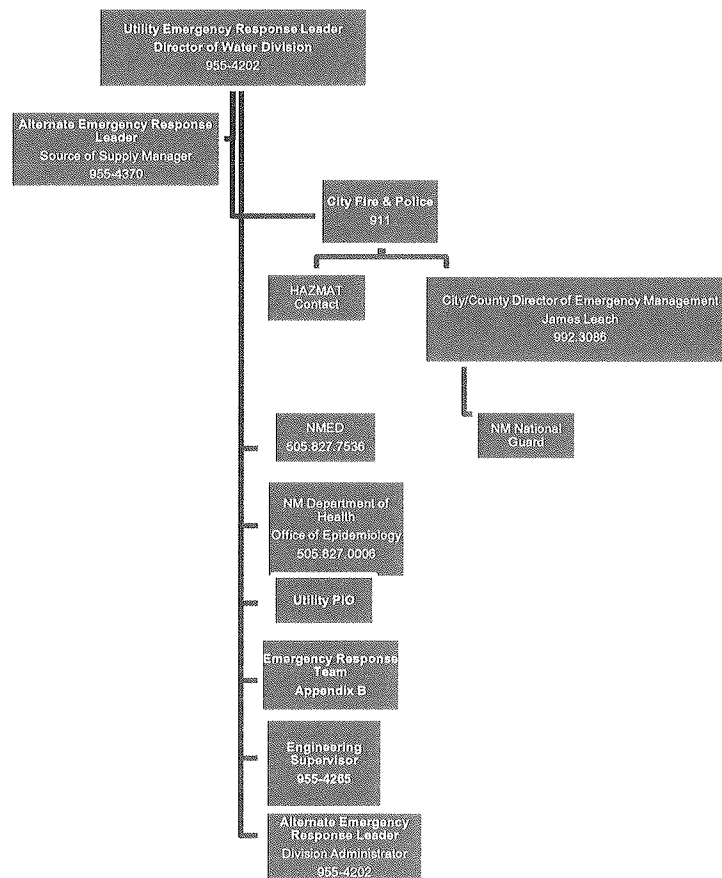 Utility Emergency Response Leader
Director of Water Division
955-4202
Alternate Emergency Response
Leader
Source of Supply Manager
955-4370
City Fire & Police
911
HAZMAT
Contact
City/County Director of Emergency Management
James Leach
992.3086
NMED
505.827.7536
NM National
Guard
NM Department of
Health
Office of Epidemiology
505.827.0006
Utility PIO
Emergency Response
Team
Appendix B
Engineering
Supervisor
955-4265
Alternate Emergency
Response Leader
Division Administrator
955-4202